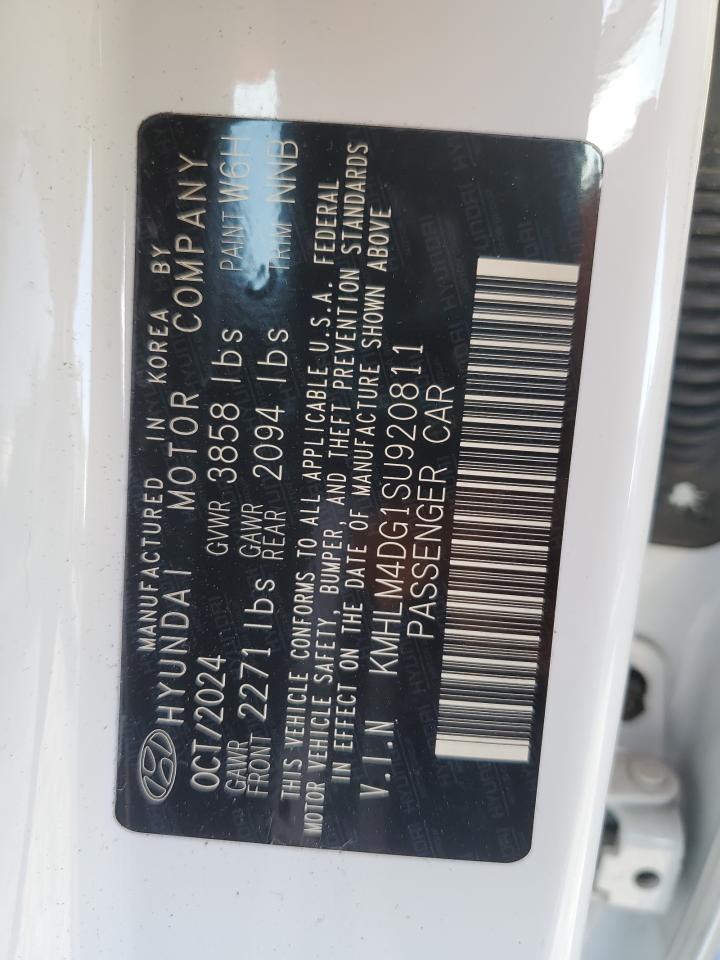 MANUFACTURED IN KOREA BY
HYUNDAI MOTOR COMPANY
OCT/2024 GVWR 3858 lbs PAINT W6H
GAWR FRONT 2271 lbs GAWR REAR 2094 lbs TRIM NNB
THIS VEHICLE CONFORMS TO ALL APPLICABLE U.S.A. FEDERAL
MOTOR VEHICLE SAFETY BUMPER, AND THEFT PREVENTION STANDARDS
IN EFFECT ON THE DATE OF MANUFACTURE SHOWN ABOVE
V.I.N KMHLM4DG1SU920811
PASSENGER CAR